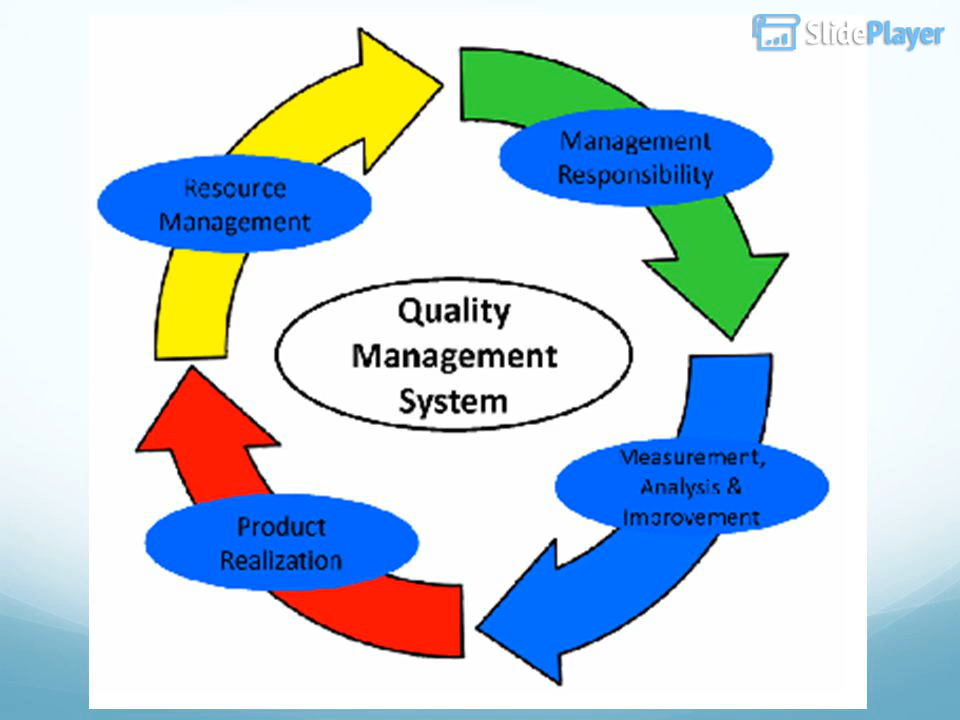 SlidePlayer
Management
Responsibility
Resource
Management
Quality
Management
System
Measurement,
Analysis &
Improvement
Product
Realization